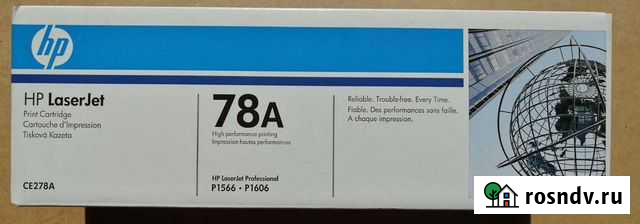 hp
HP LaserJet
Print Cartridge
Cartouche d'Impression
Tisková Kazeta
CE278A
78A
High performance printing
Impression hautes performances
HP LaserJet Professional
P1566 • P1606
Reliable. Trouble-free. Every Time.
Fiable. Des performances sans faille.
A chaque impression.
rosndv.ru